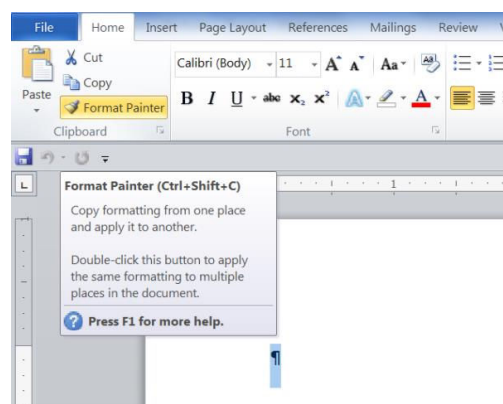 File Home Insert Page Layout References Mailings Review
Cut
Calibri (Body) 11 A A Aa
Copy
Paste
Format Painter
B I U abc x₂ x² A A
Clipboard Font
L
1
Format Painter (Ctrl+Shift+C)
Copy formatting from one place
and apply it to another.
Double-click this button to apply
the same formatting to multiple
places in the document.
? Press F1 for more help.
¶